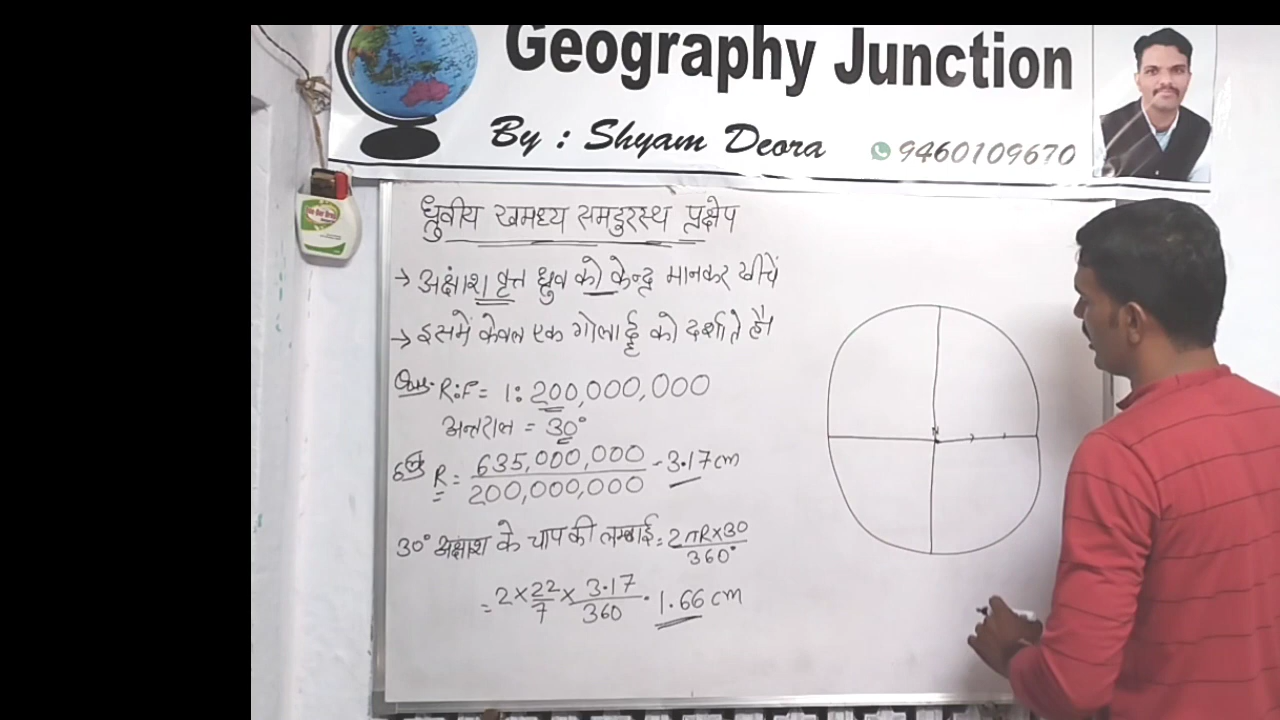 Geography Junction
By : Shyam Deora 9460109670
ध्रुवीय खमध्य समदुरस्थ प्रक्षेप
→ अक्षांश वृत्त ध्रुव को केन्द्र मानकर खीचें
→ इसमें केवल एक गोलार्द्ध को दर्शाते है।
R:F = 1: 200,000,000
अन्तराल = 30°
R = 635,000,000 / 200,000,000 - 3.17 cm
30° अक्षांश के चाप की लम्बाई = 2πR×30 / 360°
= 2 × 22/7 × 3.17/360 · 1.66 cm
N